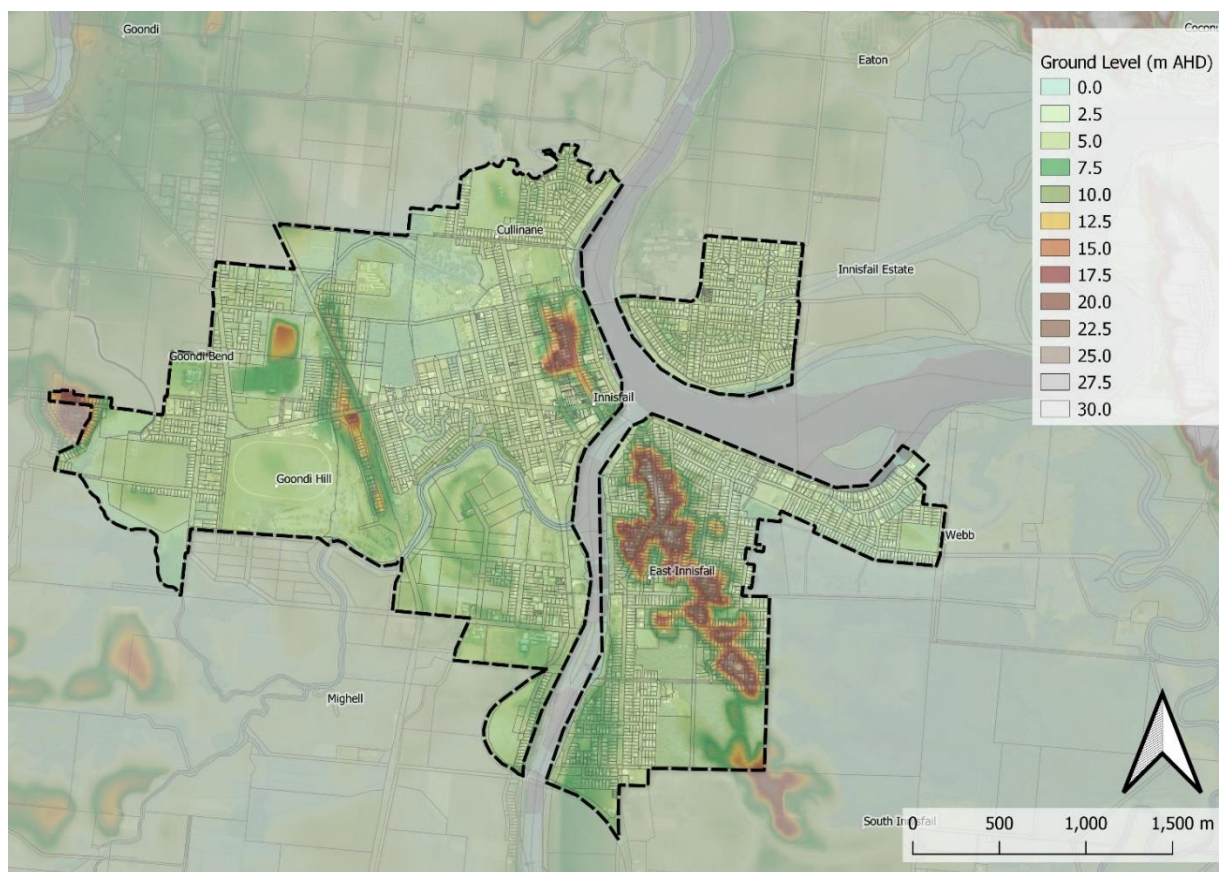 Goondi
Coconu
Eaton
Ground Level (m AHD)
0.0
2.5
5.0
7.5
10.0
12.5
15.0
17.5
20.0
22.5
25.0
27.5
30.0
Cullinane
Innisfail Estate
Goondi Bend
Innisfail
Goondi Hill
Webb
East Innisfail
Mighell
South Innisfail
0 500 1,000 1,500 m